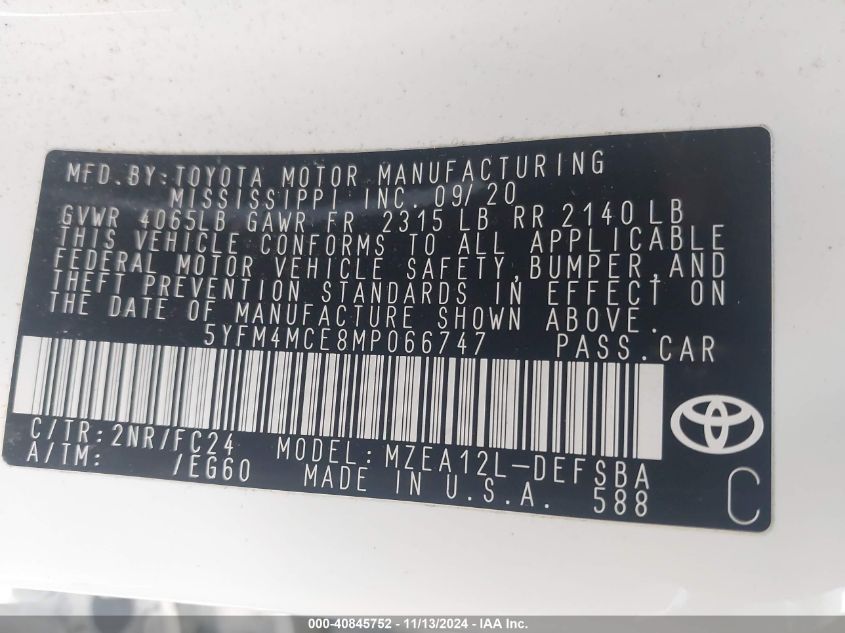 MFD. BY: TOYOTA MOTOR MANUFACTURING
MISSISSIPPI INC. 09/20
GVWR 4065LB GAWR FR 2315 LB RR 2140 LB
THIS VEHICLE CONFORMS TO ALL APPLICABLE
FEDERAL MOTOR VEHICLE SAFETY, BUMPER, AND
THEFT PREVENTION STANDARDS IN EFFECT ON
THE DATE OF MANUFACTURE SHOWN ABOVE.
5YFM4MCE8MP066747 PASS. CAR
C/TR: 2NR/FC24 MODEL: MZEA12L-DEFSBA
A/TM: /EG60 MADE IN U.S.A. 588
C
000-40845752 - 11/13/2024 - IAA Inc.